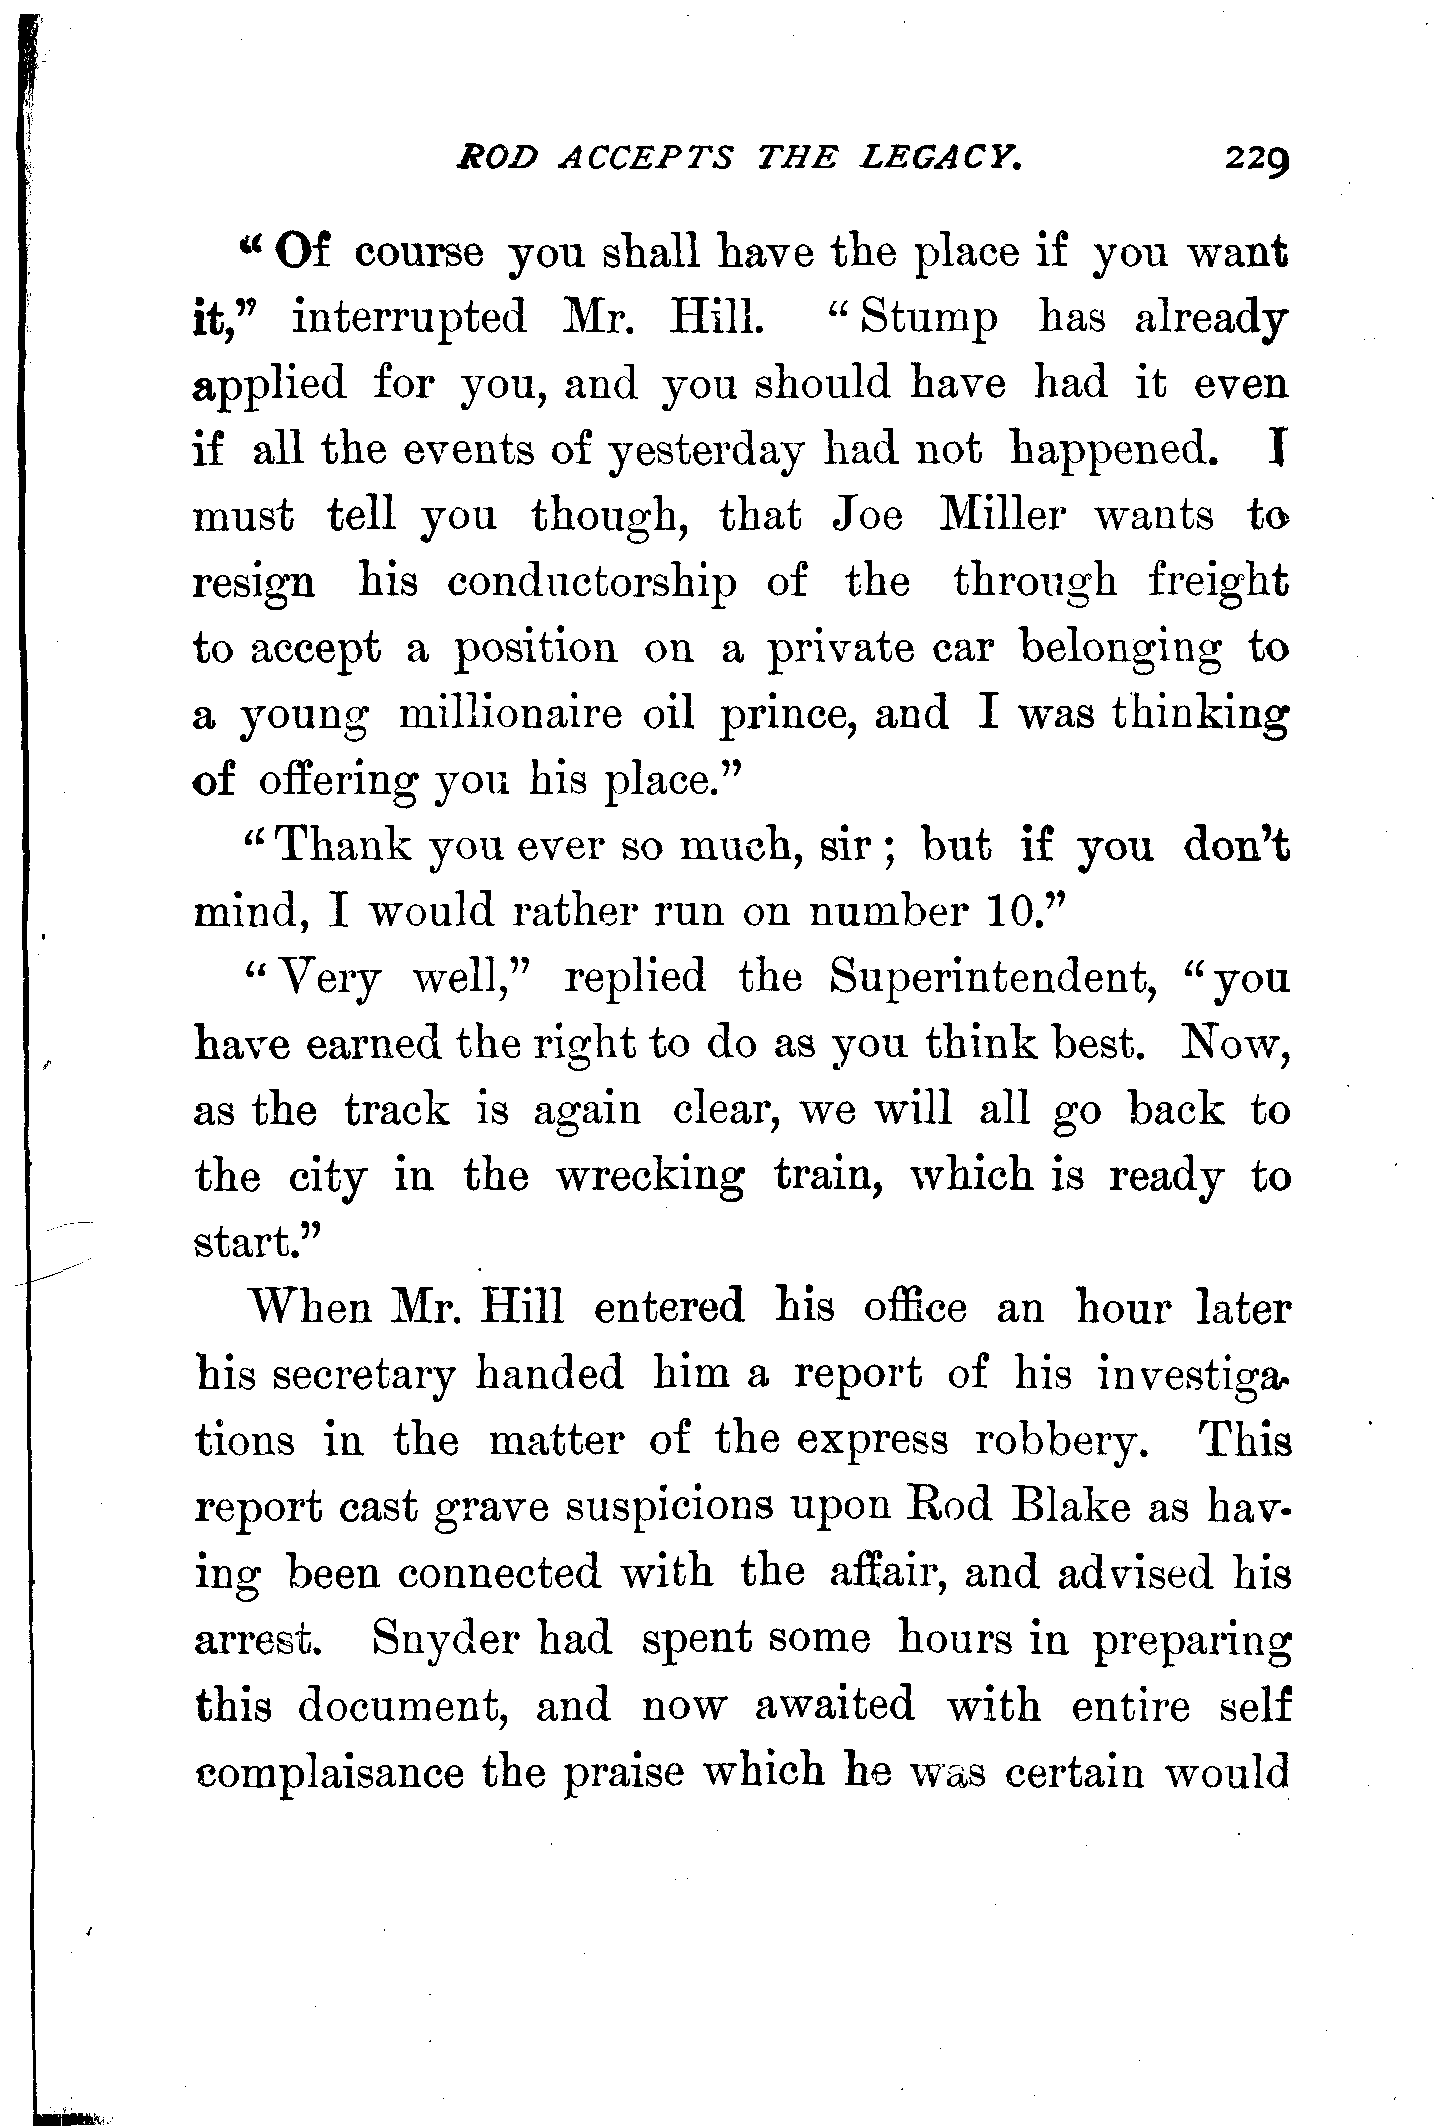 ROD ACCEPTS THE LEGACY. 229
“Of course you shall have the place if you want
it,” interrupted Mr. Hill. “Stump has already
applied for you, and you should have had it even
if all the events of yesterday had not happened. I
must tell you though, that Joe Miller wants to
resign his conductorship of the through freight
to accept a position on a private car belonging to
a young millionaire oil prince, and I was thinking
of offering you his place.”
“Thank you ever so much, sir; but if you don’t
mind, I would rather run on number 10.”
“Very well,” replied the Superintendent, “you
have earned the right to do as you think best. Now,
as the track is again clear, we will all go back to
the city in the wrecking train, which is ready to
start.”
When Mr. Hill entered his office an hour later
his secretary handed him a report of his investiga-
tions in the matter of the express robbery. This
report cast grave suspicions upon Rod Blake as hav-
ing been connected with the affair, and advised his
arrest. Snyder had spent some hours in preparing
this document, and now awaited with entire self
complaisance the praise which he was certain would